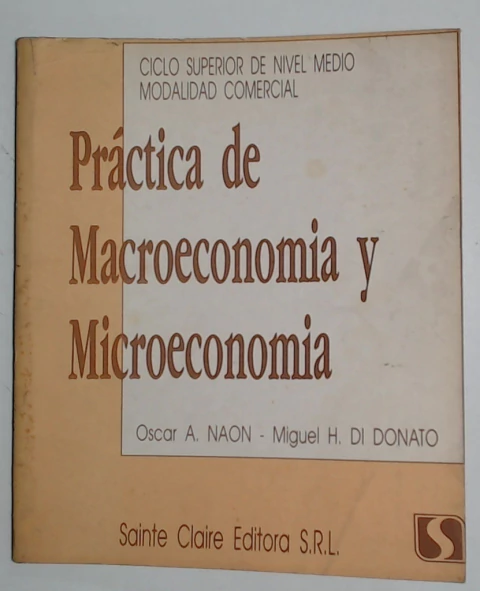 CICLO SUPERIOR DE NIVEL MEDIO
MODALIDAD COMERCIAL
Práctica de
Macroeconomia y
Microeconomia
Oscar A. NAON - Miguel H. DI DONATO
Sainte Claire Editora S.R.L.
S